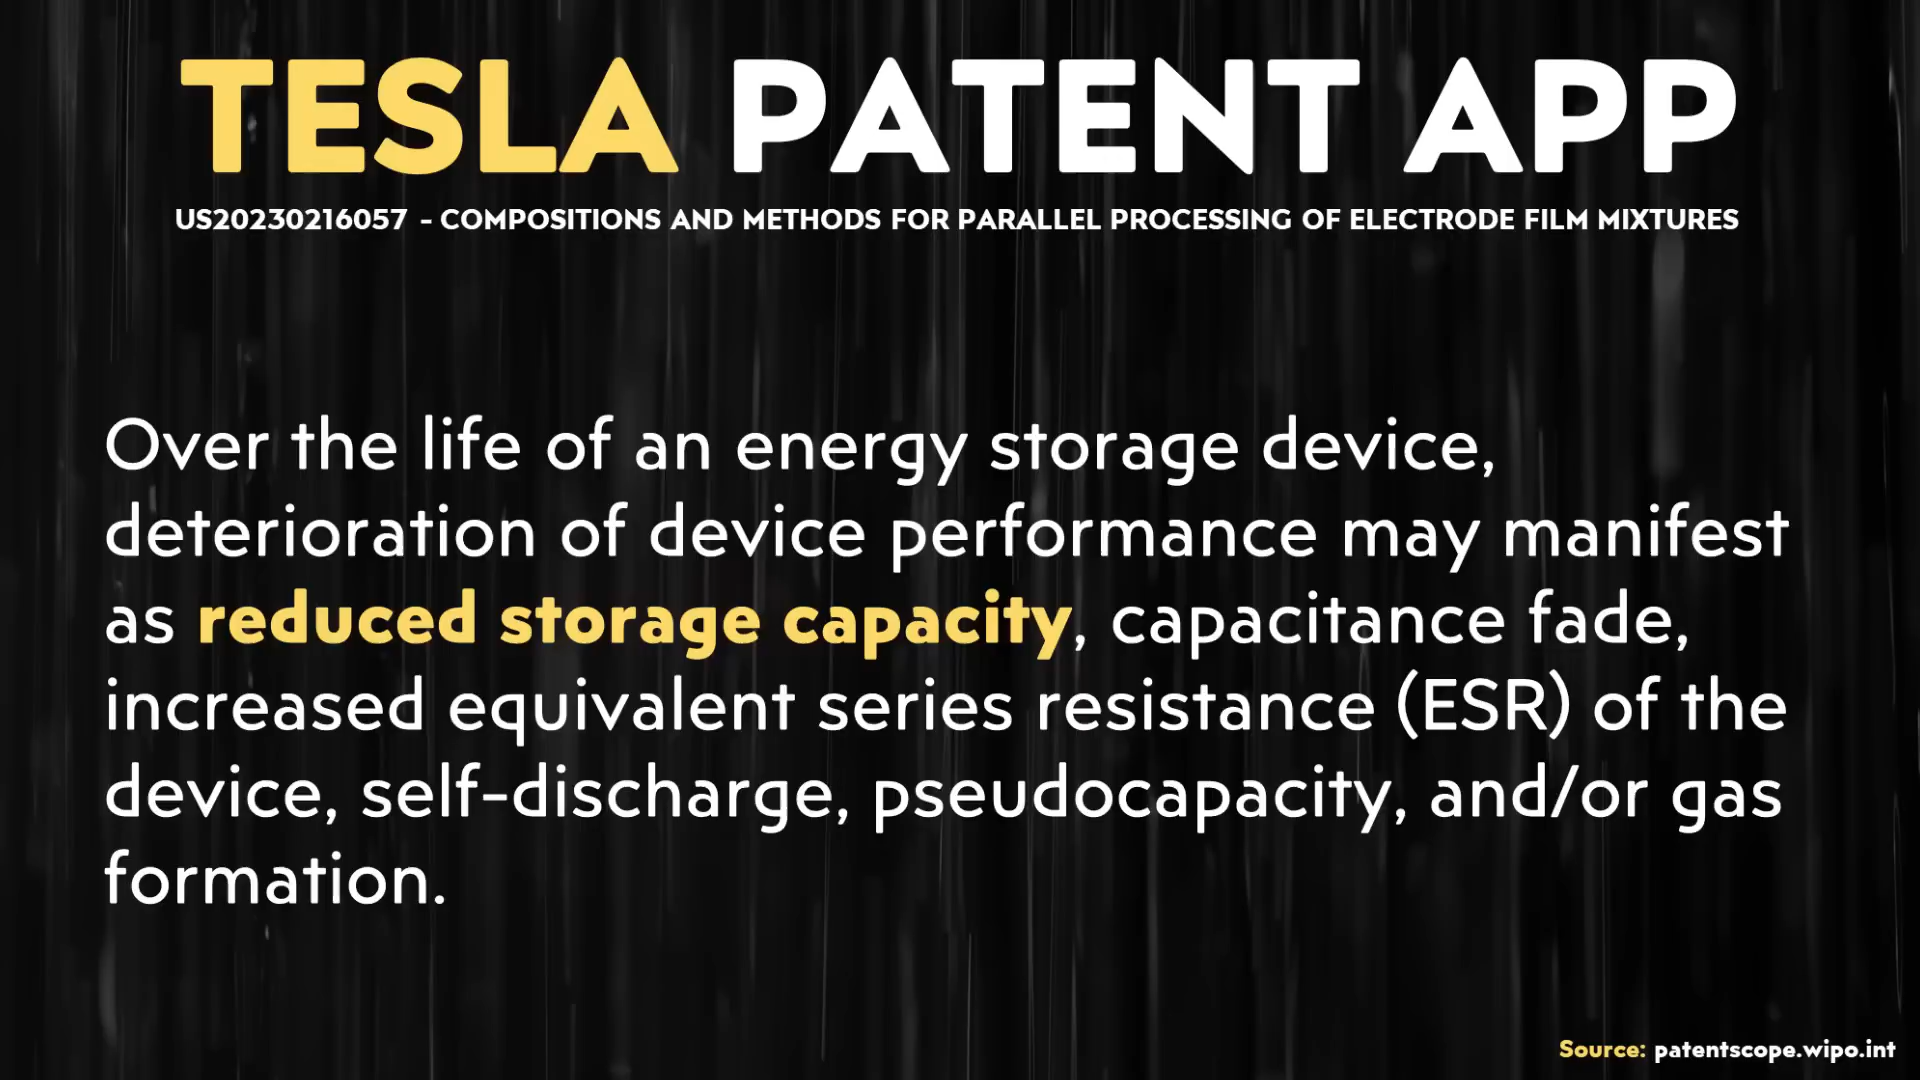 TESLA PATENT APP
US20230216057 - COMPOSITIONS AND METHODS FOR PARALLEL PROCESSING OF ELECTRODE FILM MIXTURES
Over the life of an energy storage device,
deterioration of device performance may manifest
as reduced storage capacity, capacitance fade,
increased equivalent series resistance (ESR) of the
device, self-discharge, pseudocapacity, and/or gas
formation.
Source: patentscope.wipo.int